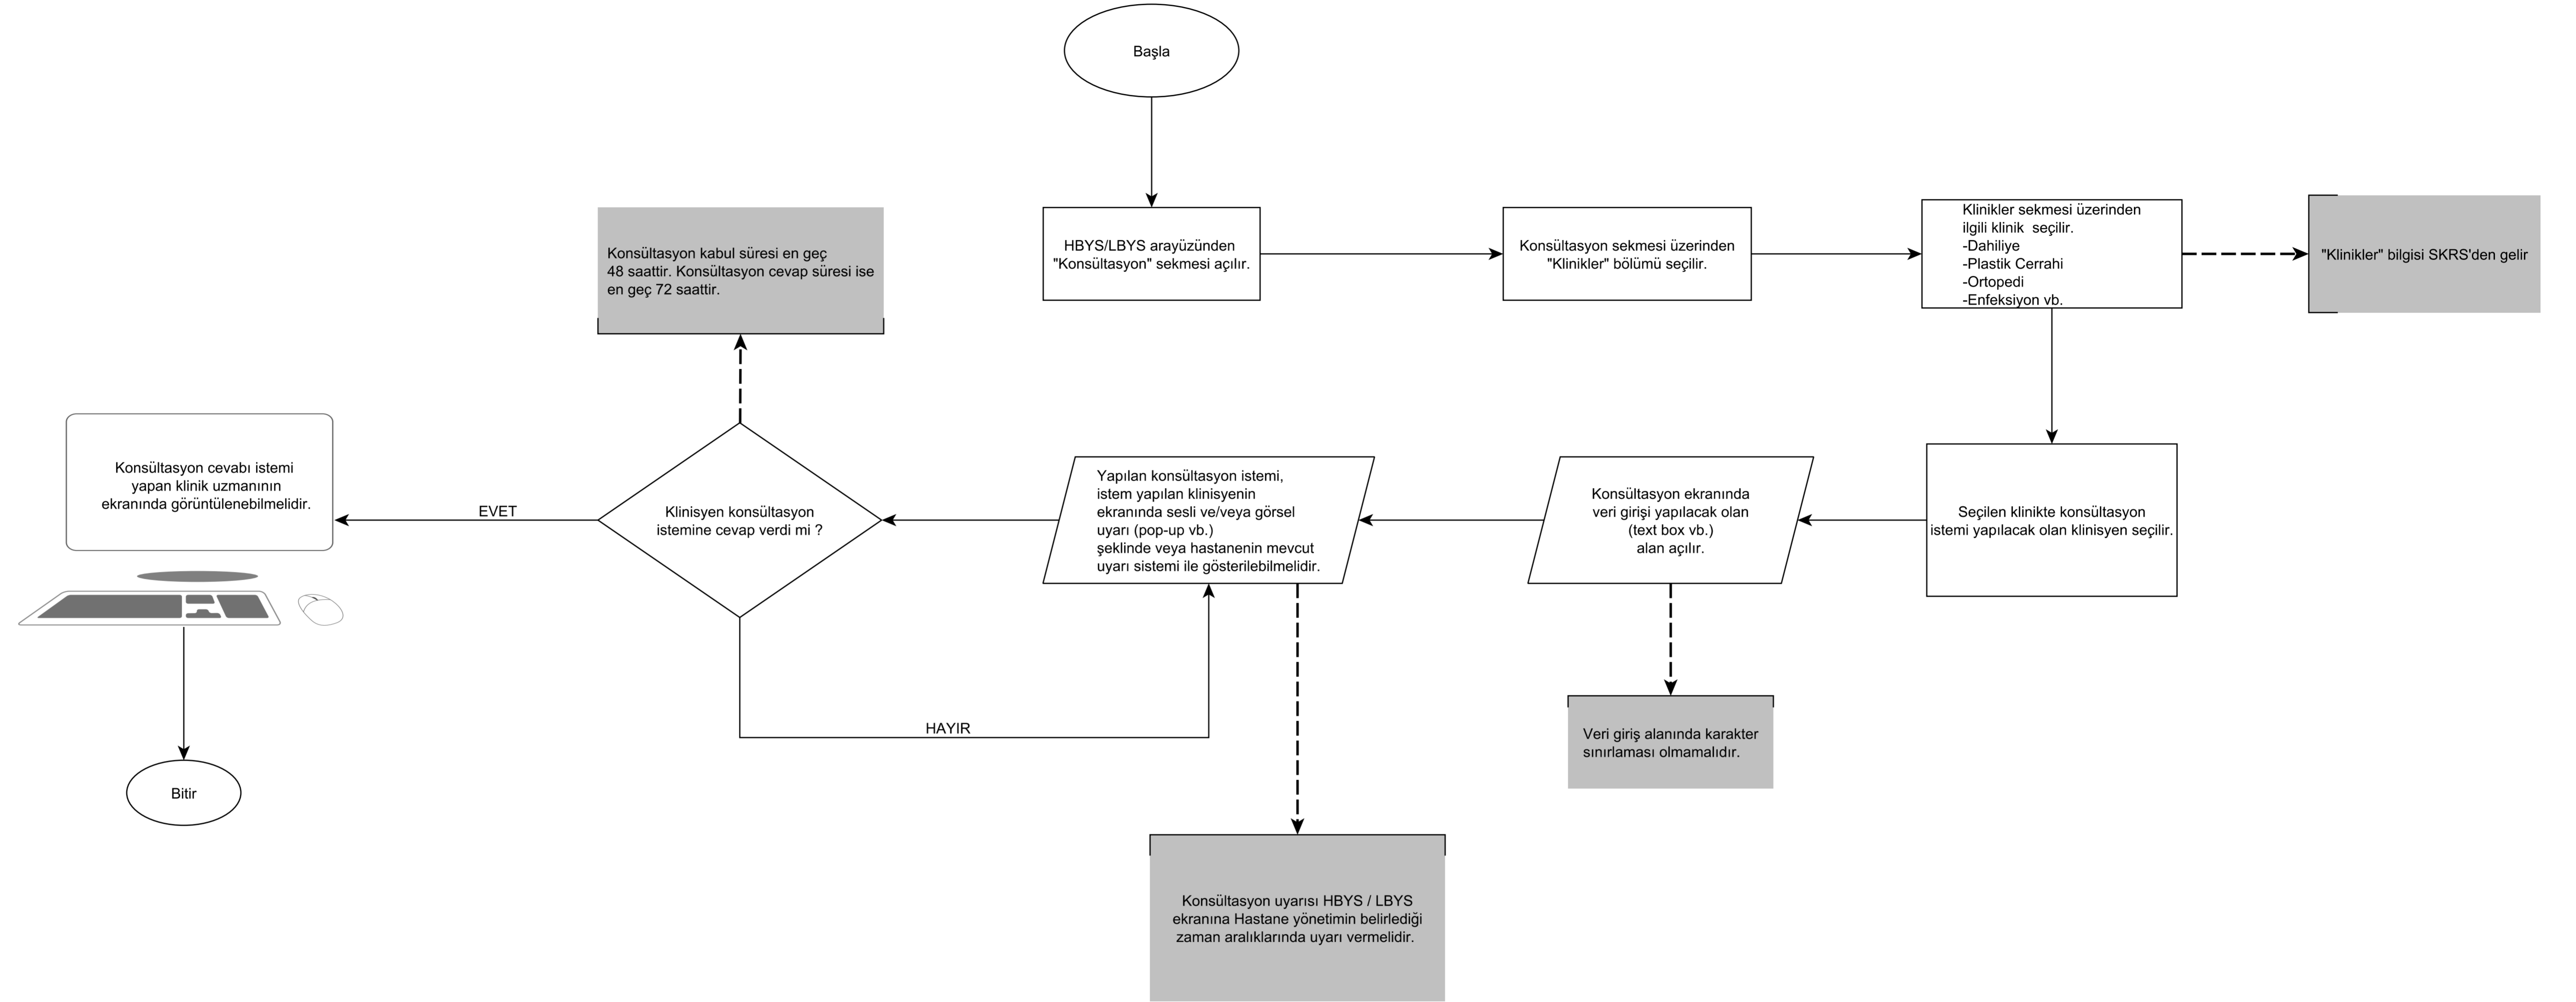 Başla
HBYS/LBYS arayüzünden
"Konsültasyon" sekmesi açılır.
Konsültasyon sekmesi üzerinden
"Klinikler" bölümü seçilir.
Klinikler sekmesi üzerinden
ilgili klinik  seçilir.
-Dahiliye
-Plastik Cerrahi
-Ortopedi
-Enfeksiyon vb.
"Klinikler" bilgisi SKRS'den gelir
Seçilen klinikte konsültasyon
istemi yapılacak olan klinisyen seçilir.
Konsültasyon ekranında
veri girişi yapılacak olan
(text box vb.)
alan açılır.
Veri giriş alanında karakter
sınırlaması olmamalıdır.
Yapılan konsültasyon istemi,
istem yapılan klinisyenin
ekranında sesli ve/veya görsel
uyarı (pop-up vb.)
şeklinde veya hastanenin mevcut
uyarı sistemi ile gösterilebilmelidir.
Konsültasyon uyarısı HBYS / LBYS
ekranına Hastane yönetimin belirlediği
zaman aralıklarında uyarı vermelidir.
Klinisyen konsültasyon
istemine cevap verdi mi ?
Konsültasyon kabul süresi en geç
48 saattir. Konsültasyon cevap süresi ise
en geç 72 saattir.
HAYIR
EVET
Konsültasyon cevabı istemi
yapan klinik uzmanının
ekranında görüntülenebilmelidir.
Bitir